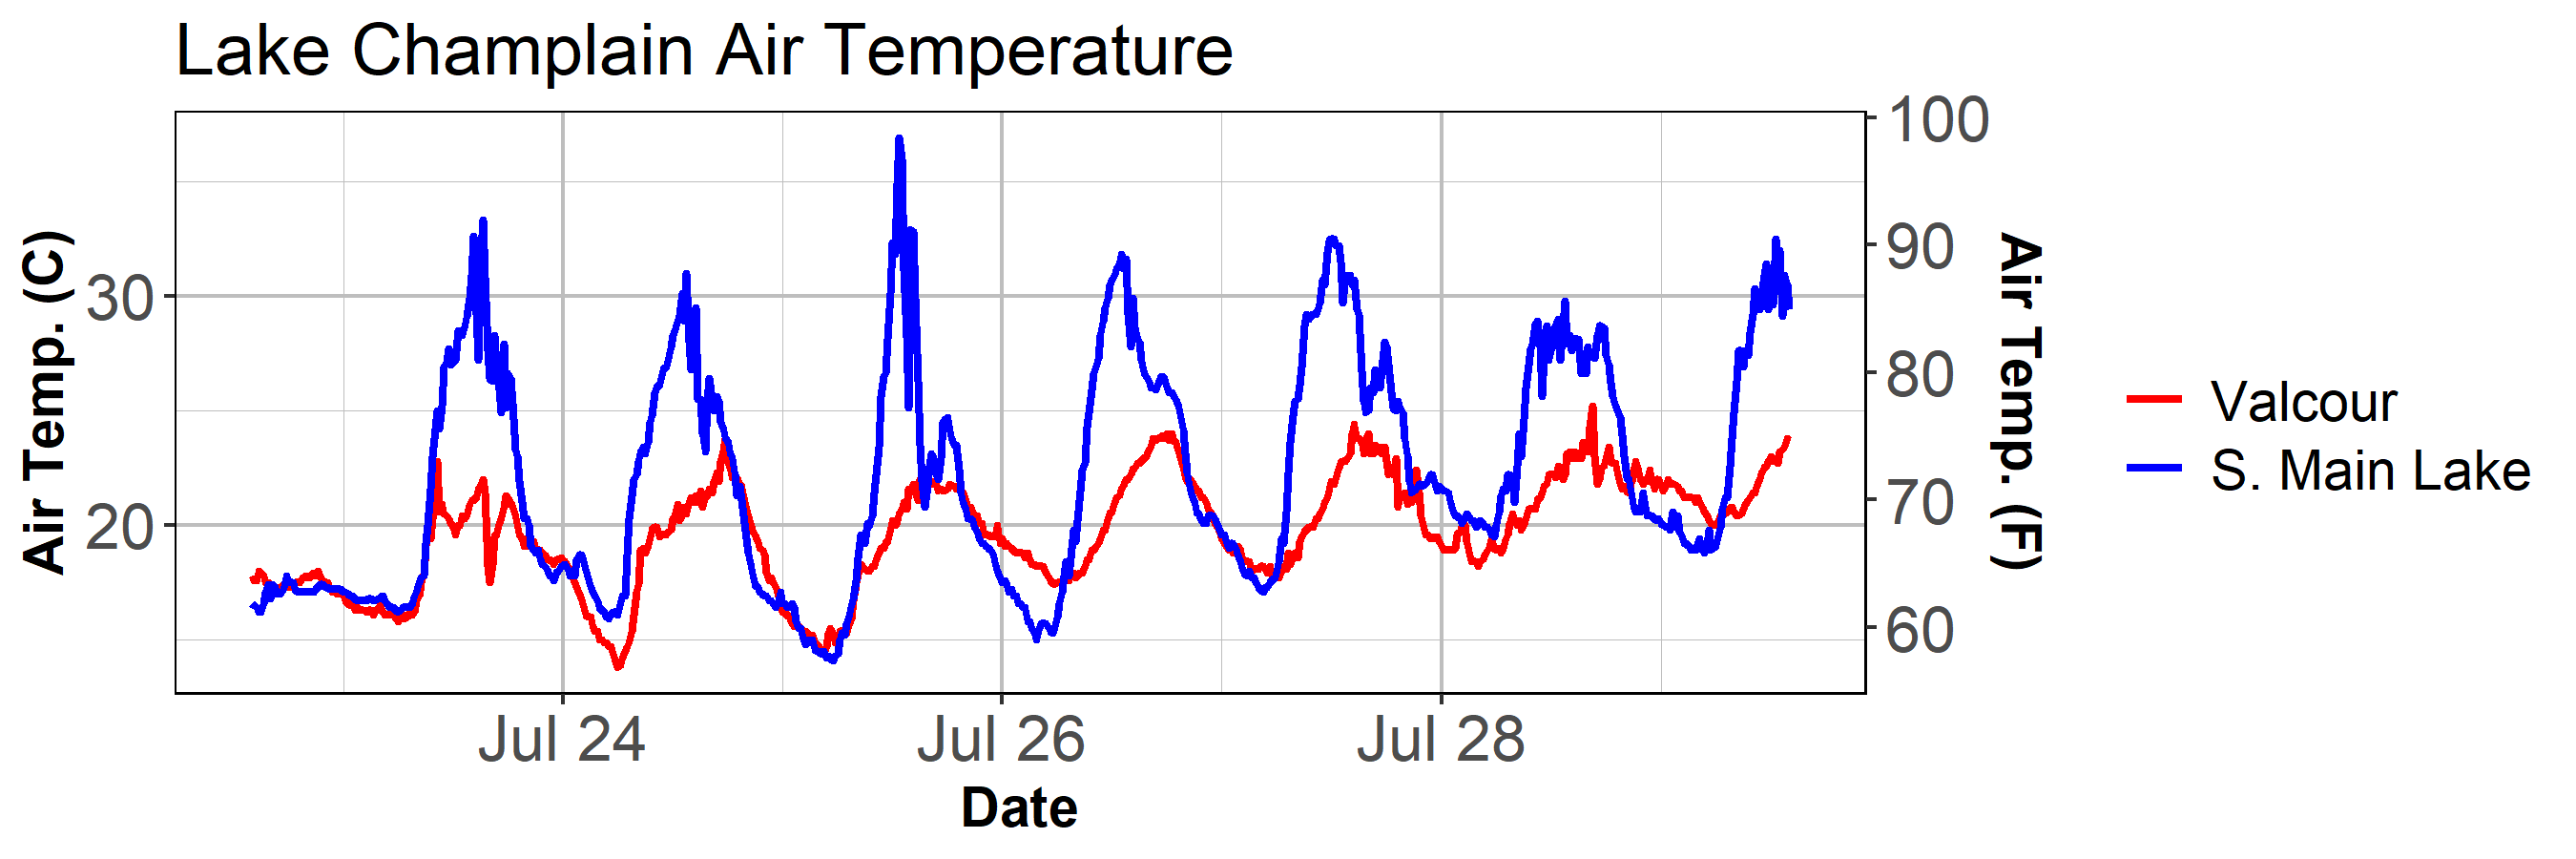 Lake Champlain Air Temperature
Air Temp. (C)
30
20
100
90
80
70
60
Air Temp. (F)
Jul 24
Jul 26
Jul 28
Date
Valcour
S. Main Lake